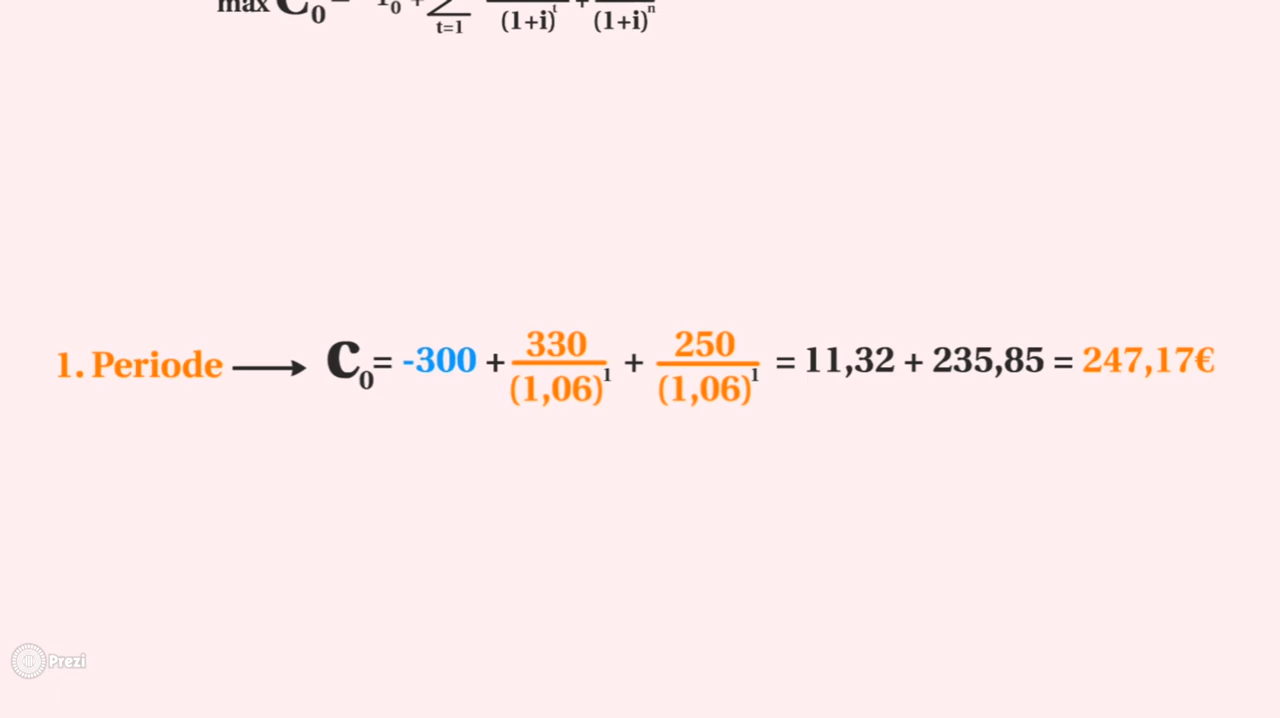 max C₀ = -I₀ + ∑ t=1 (1+i)^t + (1+i)^n
1. Periode → C₀ = -300 + 330/(1,06)¹ + 250/(1,06)¹ = 11,32 + 235,85 = 247,17€
Prezi